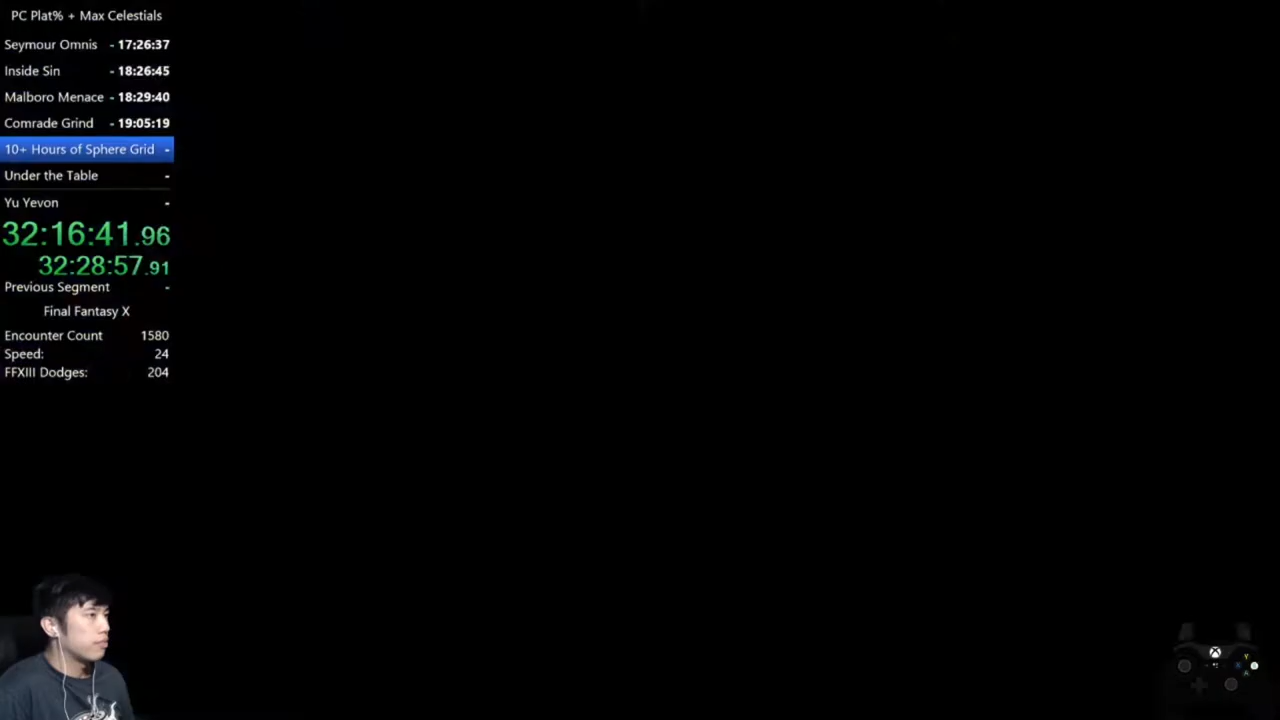 PC Plat% + Max Celestials
Seymour Omnis - 17:26:37
Inside Sin - 18:26:45
Malboro Menace - 18:29:40
Comrade Grind - 19:05:19
10+ Hours of Sphere Grid -
Under the Table -
Yu Yevon -
32:16:41.96
32:28:57.91
Previous Segment -
Final Fantasy X
Encounter Count 1580
Speed: 24
FFXIII Dodges: 204